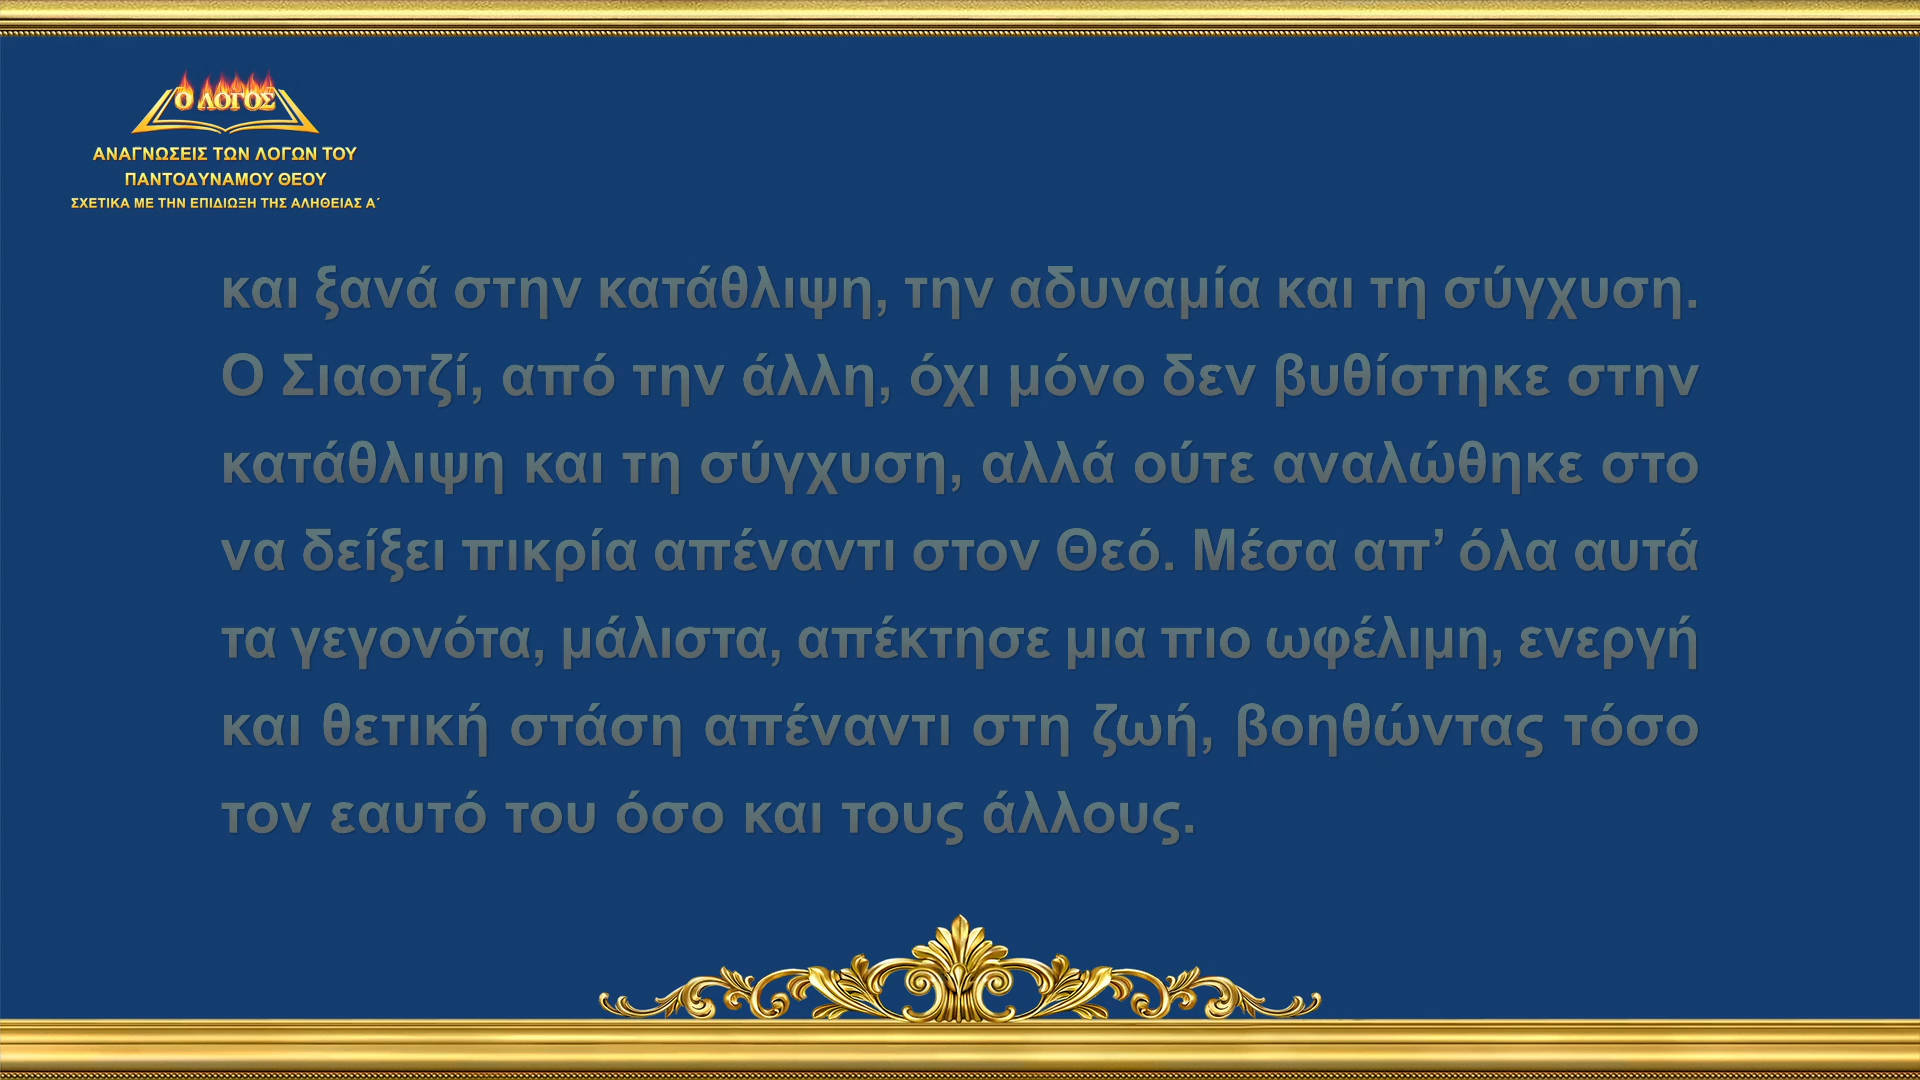 Ο ΛΟΓΟΣ
ΑΝΑΓΝΩΣΕΙΣ ΤΩΝ ΛΟΓΩΝ ΤΟΥ
ΠΑΝΤΟΔΥΝΑΜΟΥ ΘΕΟΥ
ΣΧΕΤΙΚΑ ΜΕ ΤΗΝ ΕΠΙΔΙΩΞΗ ΤΗΣ ΑΛΗΘΕΙΑΣ Α΄
και ξανά στην κατάθλιψη, την αδυναμία και τη σύγχυση.
Ο Σιαοτζί, από την άλλη, όχι μόνο δεν βυθίστηκε στην
κατάθλιψη και τη σύγχυση, αλλά ούτε αναλώθηκε στο
να δείξει πικρία απέναντι στον Θεό. Μέσα απ’ όλα αυτά
τα γεγονότα, μάλιστα, απέκτησε μια πιο ωφέλιμη, ενεργή
και θετική στάση απέναντι στη ζωή, βοηθώντας τόσο
τον εαυτό του όσο και τους άλλους.